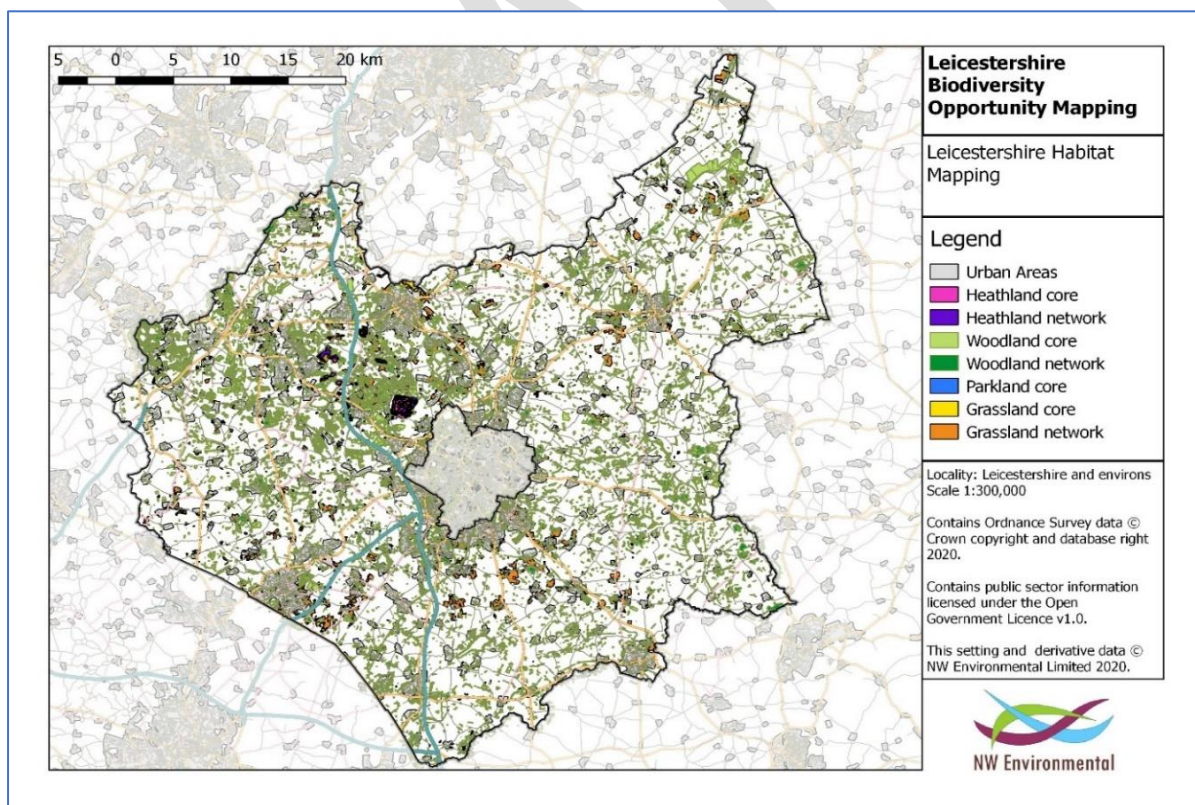 5 0 5 10 15 20 km
Leicestershire
Biodiversity
Opportunity Mapping
Leicestershire Habitat
Mapping
Legend
Urban Areas
Heathland core
Heathland network
Woodland core
Woodland network
Parkland core
Grassland core
Grassland network
Locality: Leicestershire and environs
Scale 1:300,000
Contains Ordnance Survey data ©
Crown copyright and database right
2020.
Contains public sector information
licensed under the Open
Government Licence v1.0.
This setting and derivative data ©
NW Environmental Limited 2020.
NW Environmental